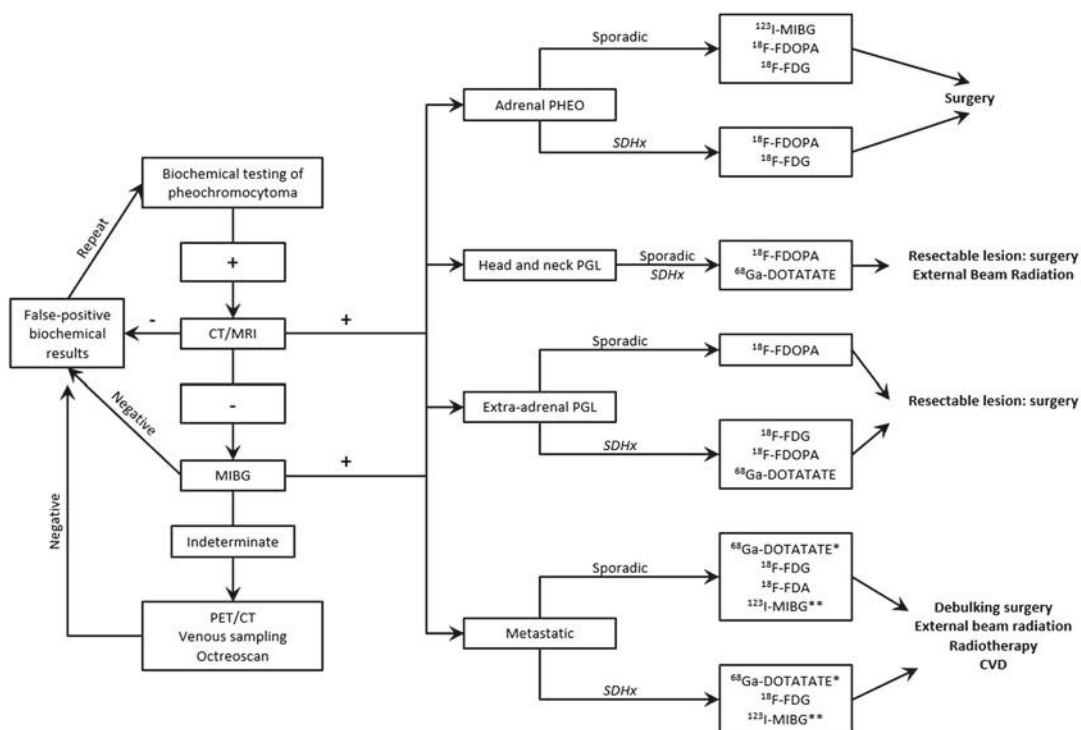 Biochemical testing of
pheochromocytoma
Repeat
+
False-positive
biochemical
results
-
CT/MRI
+
-
Negative
MIBG
+
Negative
Indeterminate
PET/CT
Venous sampling
Octreoscan
Adrenal PHEO
Sporadic
¹²³I-MIBG
¹⁸F-FDOPA
¹⁸F-FDG
SDHx
¹⁸F-FDOPA
¹⁸F-FDG
Surgery
Head and neck PGL
Sporadic
SDHx
¹⁸F-FDOPA
⁶⁸Ga-DOTATATE
Resectable lesion: surgery
External Beam Radiation
Extra-adrenal PGL
Sporadic
¹⁸F-FDOPA
SDHx
¹⁸F-FDG
¹⁸F-FDOPA
⁶⁸Ga-DOTATATE
Resectable lesion: surgery
Metastatic
Sporadic
⁶⁸Ga-DOTATATE*
¹⁸F-FDG
¹⁸F-FDA
¹²³I-MIBG**
SDHx
⁶⁸Ga-DOTATATE*
¹⁸F-FDG
¹²³I-MIBG**
Debulking surgery
External beam radiation
Radiotherapy
CVD